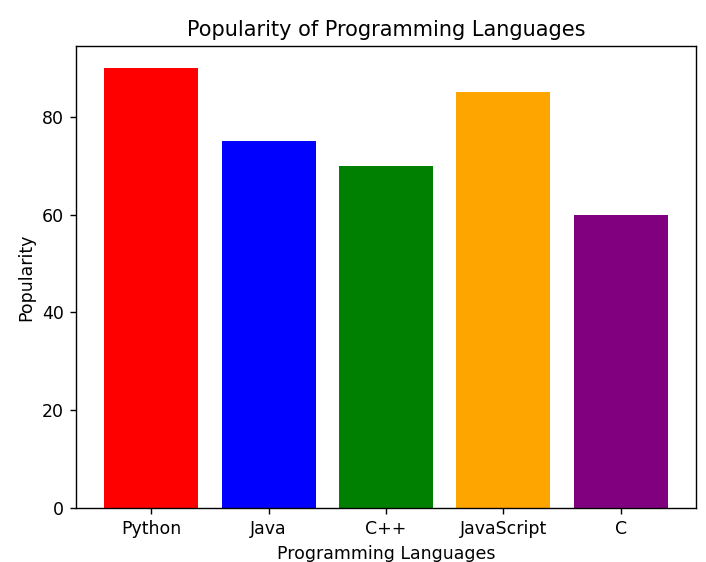 Popularity of Programming Languages
Popularity
80
60
40
20
0
Python Java C++ JavaScript C
Programming Languages